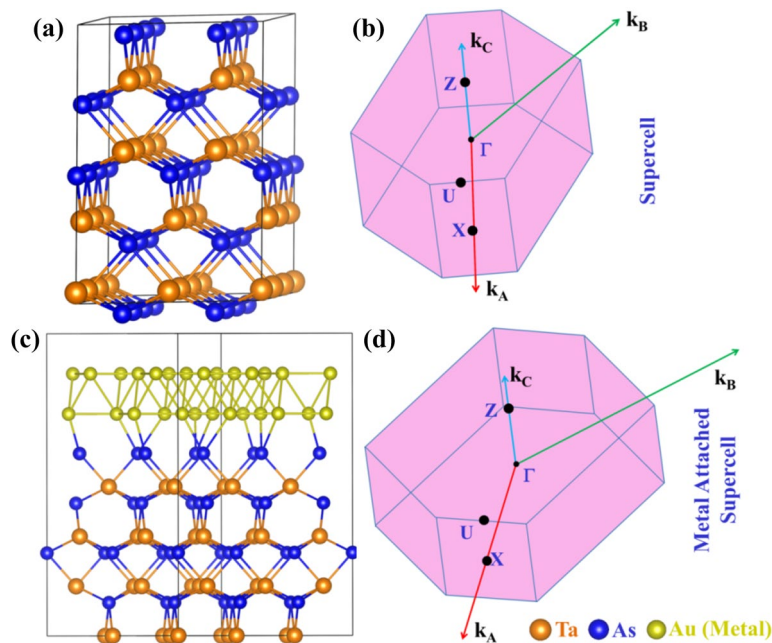 (a)
(b)
k_C
k_B
Z
Γ
U
X
k_A
Supercell
(c)
(d)
k_C
k_B
Z
Γ
U
X
k_A
Metal Attached
Supercell
Ta As Au (Metal)